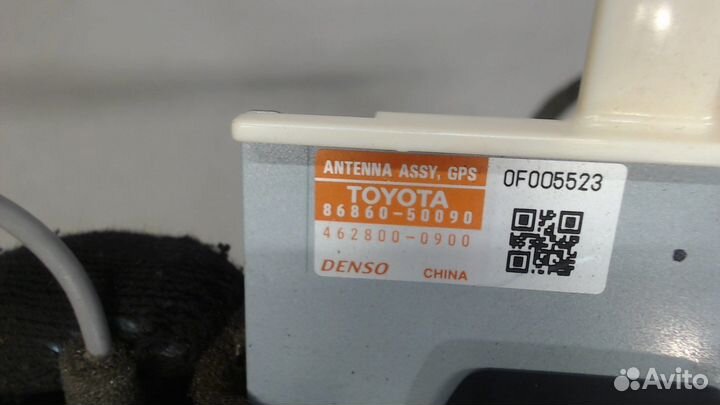 ANTENNA ASSY, GPS
TOYOTA
86860-50090
462800-0900
DENSO CHINA
0F005523
Avito